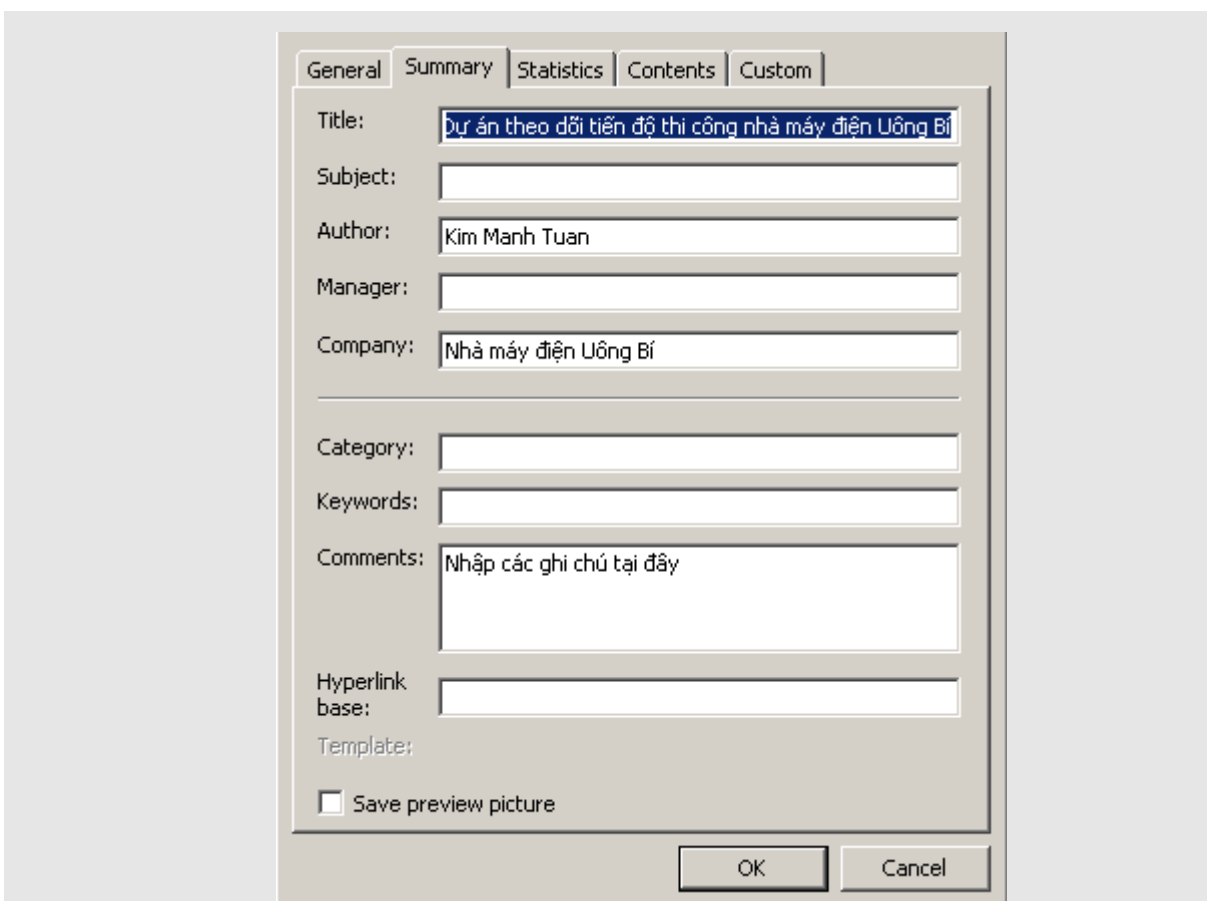 General Summary Statistics Contents Custom
Title: Dự án theo dõi tiến độ thi công nhà máy điện Uông Bí
Subject:
Author: Kim Manh Tuan
Manager:
Company: Nhà máy điện Uông Bí
Category:
Keywords:
Comments: Nhập các ghi chú tại đây
Hyperlink
base:
Template:
Save preview picture
OK Cancel